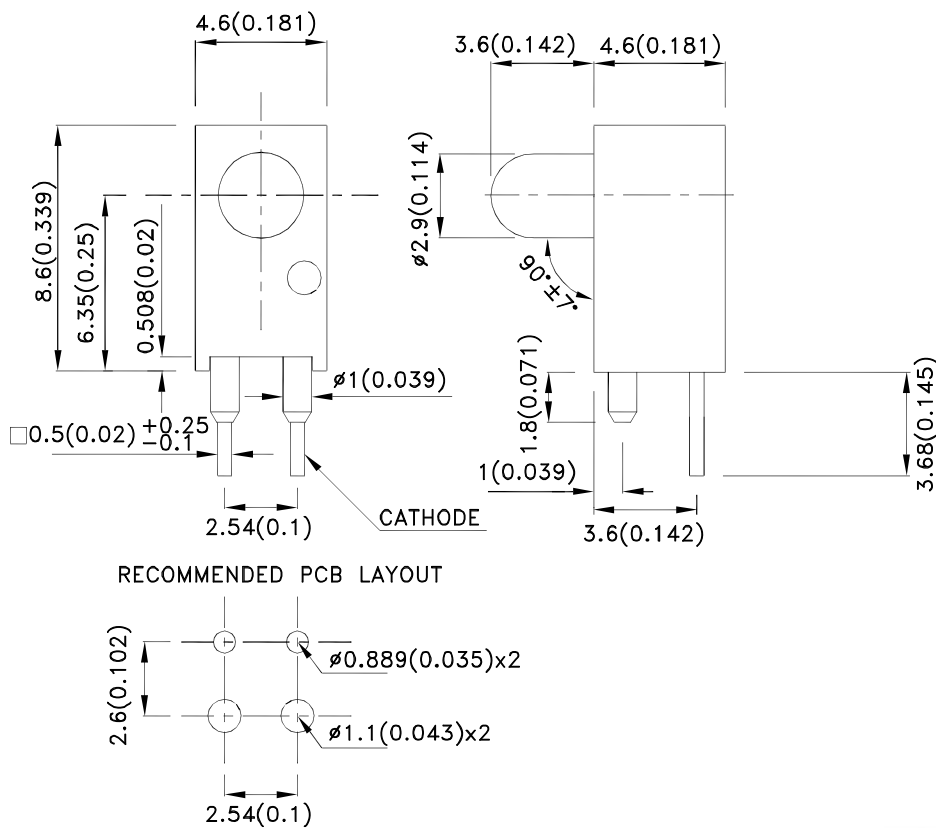 4.6(0.181)
3.6(0.142)
4.6(0.181)
8.6(0.339)
6.35(0.25)
0.508(0.02)
ø2.9(0.114)
90°±7°
ø1(0.039)
1.8(0.071)
3.68(0.145)
□0.5(0.02) +0.25
−0.1
1(0.039)
2.54(0.1)
CATHODE
3.6(0.142)
RECOMMENDED PCB LAYOUT
2.6(0.102)
ø0.889(0.035)x2
ø1.1(0.043)x2
2.54(0.1)